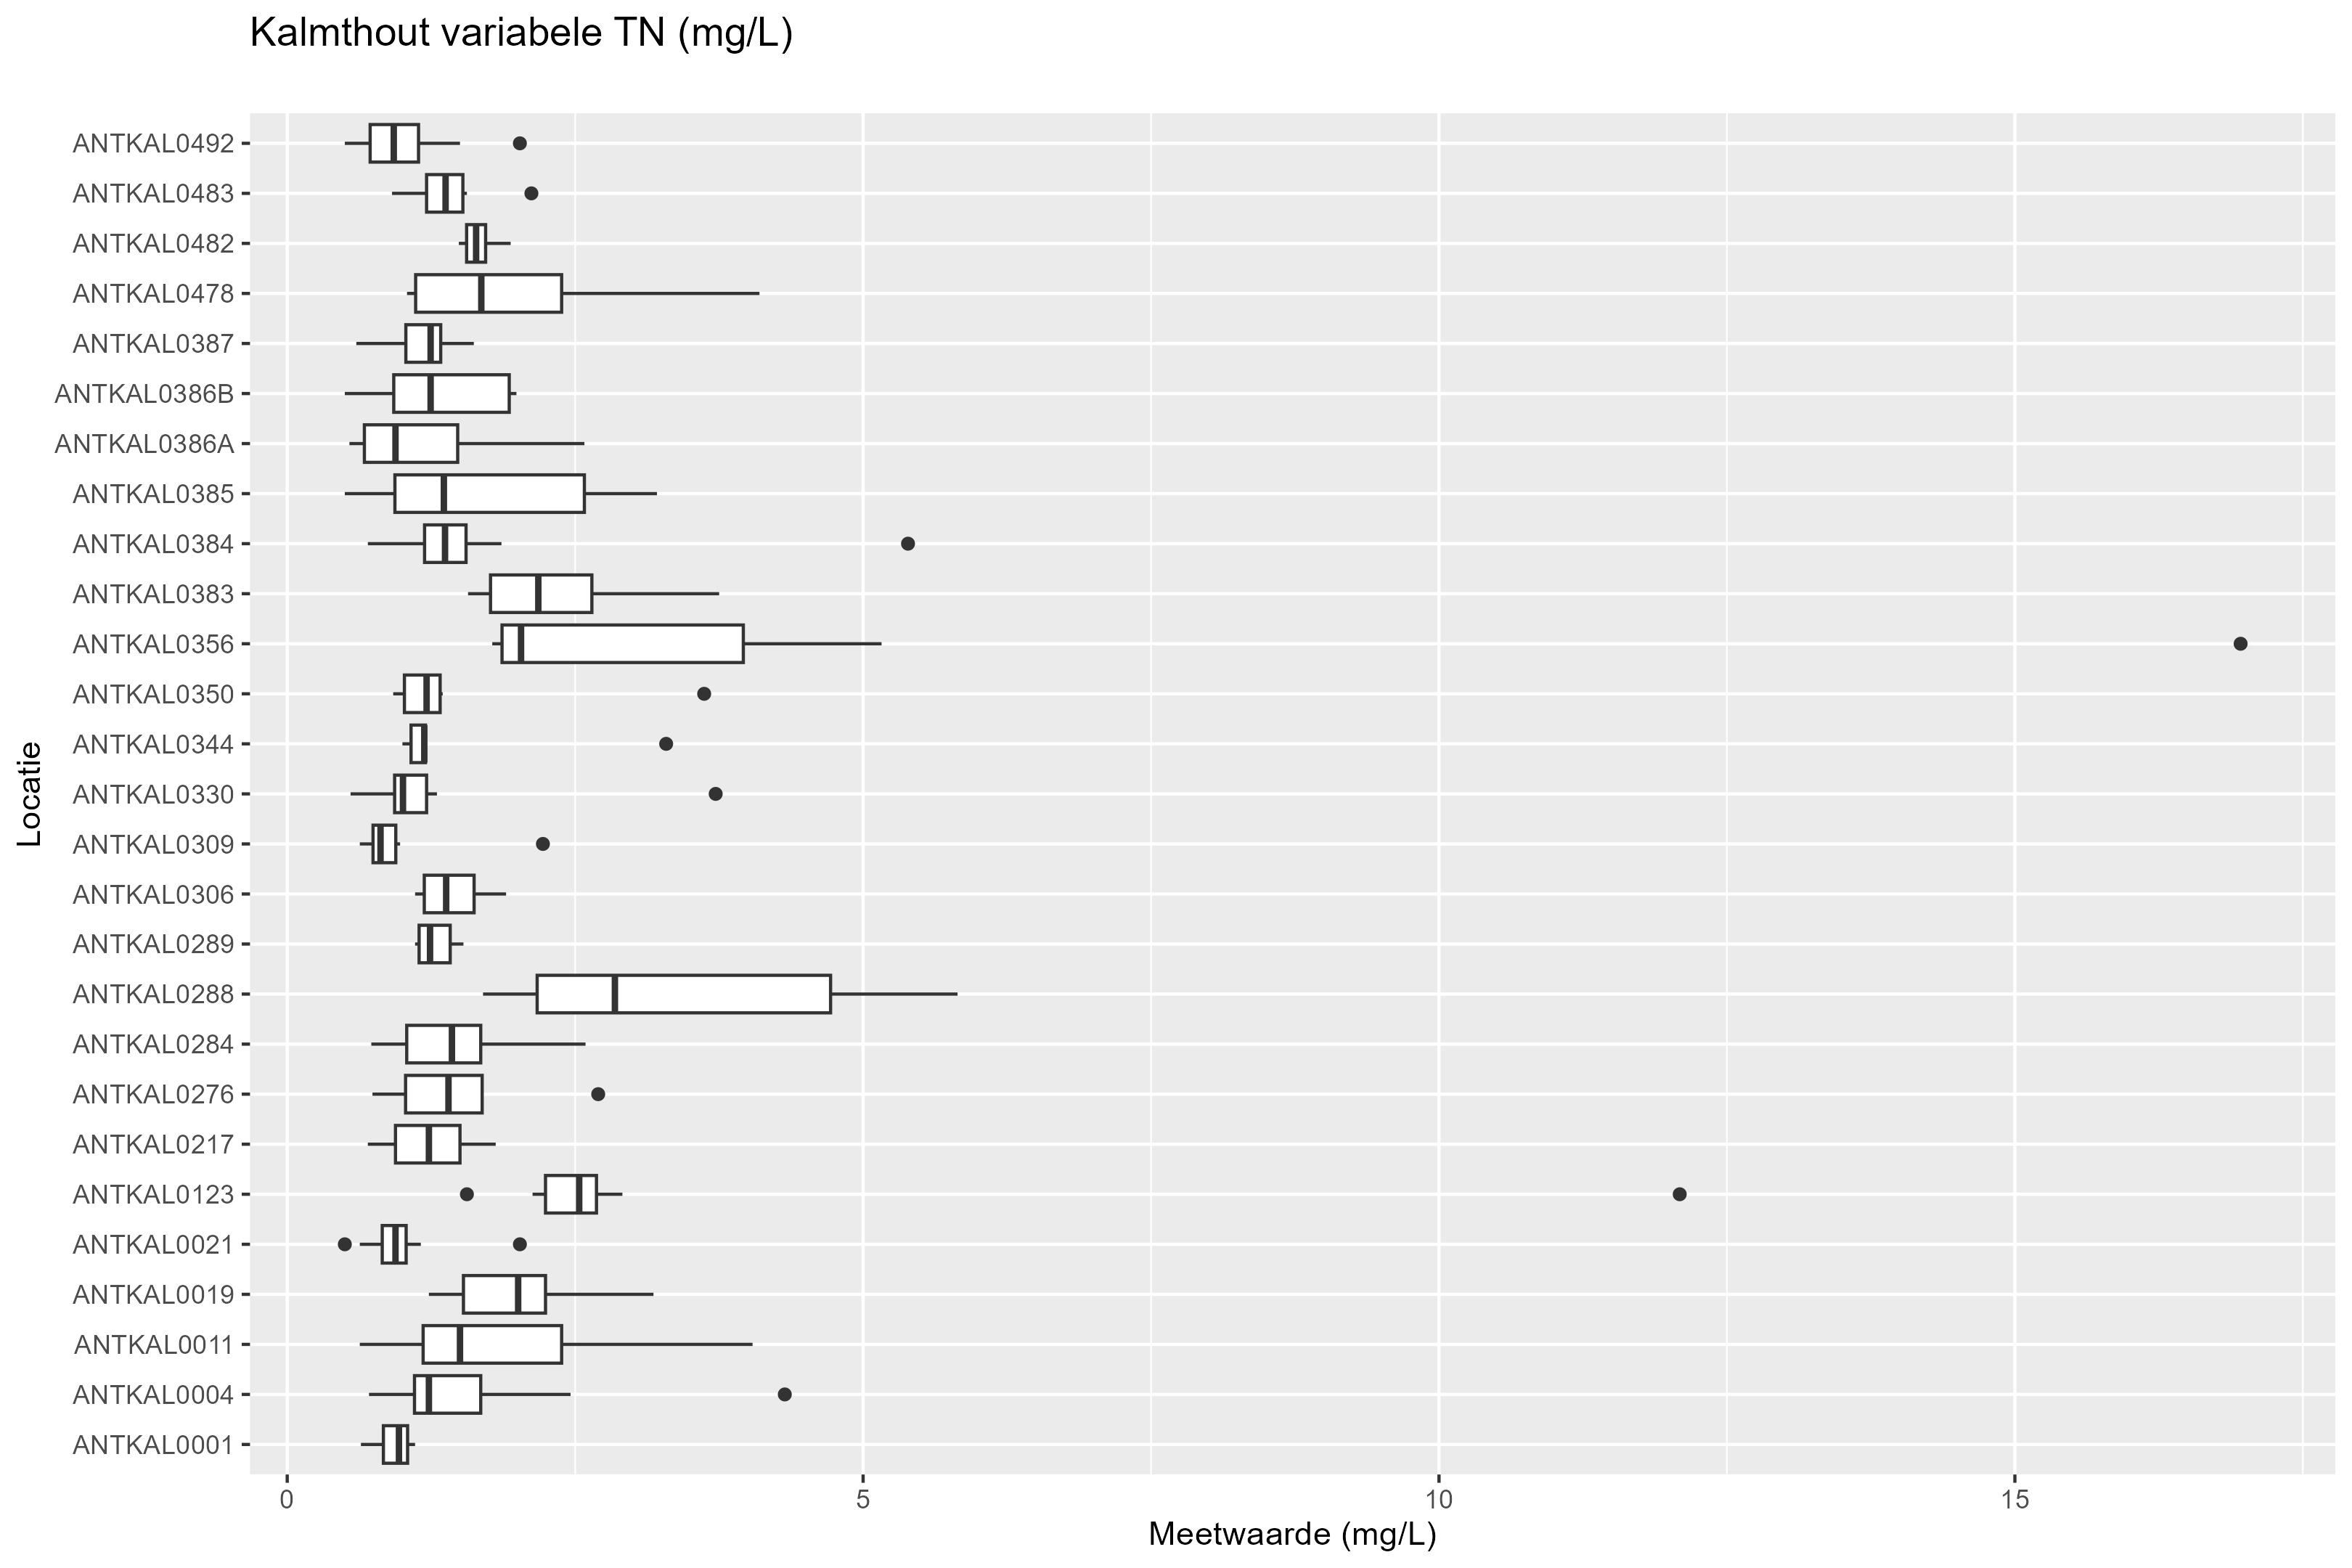 Kalmthout variabele TN (mg/L)
ANTKAL0492
ANTKAL0483
ANTKAL0482
ANTKAL0478
ANTKAL0387
ANTKAL0386B
ANTKAL0386A
ANTKAL0385
ANTKAL0384
ANTKAL0383
ANTKAL0356
ANTKAL0350
ANTKAL0344
ANTKAL0330
ANTKAL0309
ANTKAL0306
ANTKAL0289
ANTKAL0288
ANTKAL0284
ANTKAL0276
ANTKAL0217
ANTKAL0123
ANTKAL0021
ANTKAL0019
ANTKAL0011
ANTKAL0004
ANTKAL0001
Locatie
0 5 10 15
Meetwaarde (mg/L)